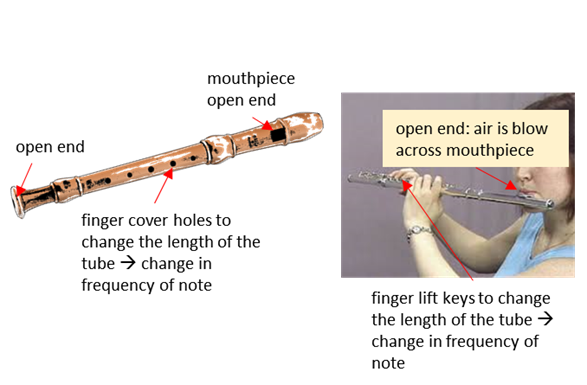 mouthpiece
open end
open end
finger cover holes to
change the length of the
tube → change in
frequency of note
open end: air is blow
across mouthpiece
finger lift keys to change
the length of the tube →
change in frequency of
note